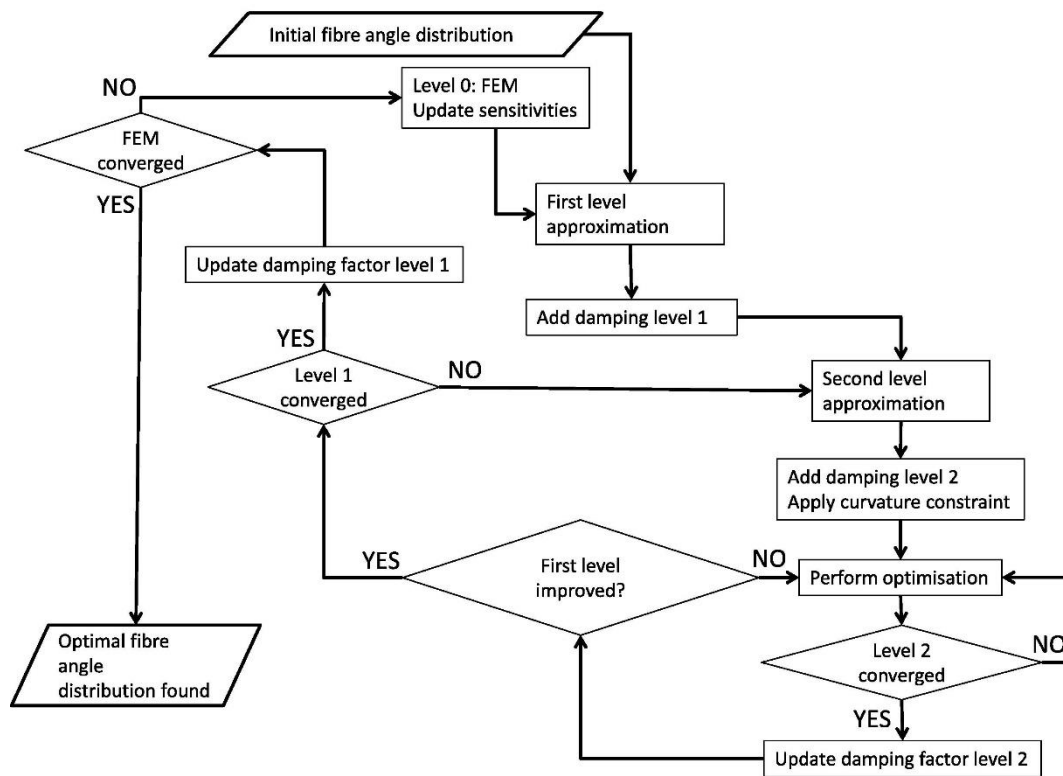 Initial fibre angle distribution
NO
Level 0: FEM
Update sensitivities
FEM
converged
YES
First level
approximation
Update damping factor level 1
Add damping level 1
YES
Level 1
converged
NO
Second level
approximation
Add damping level 2
Apply curvature constraint
YES
First level
improved?
NO
Perform optimisation
Optimal fibre
angle
distribution found
Level 2
converged
NO
YES
Update damping factor level 2